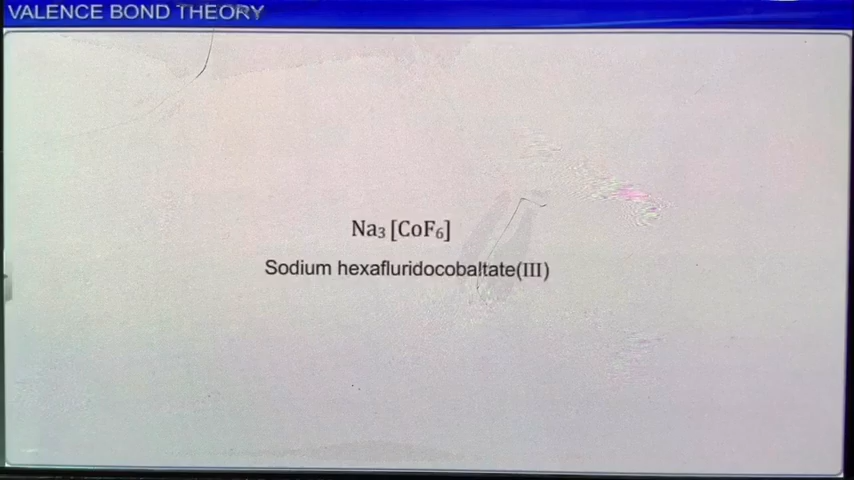 VALENCE BOND THEORY
Na₃ [CoF₆]
Sodium hexafluridocobaltate(III)